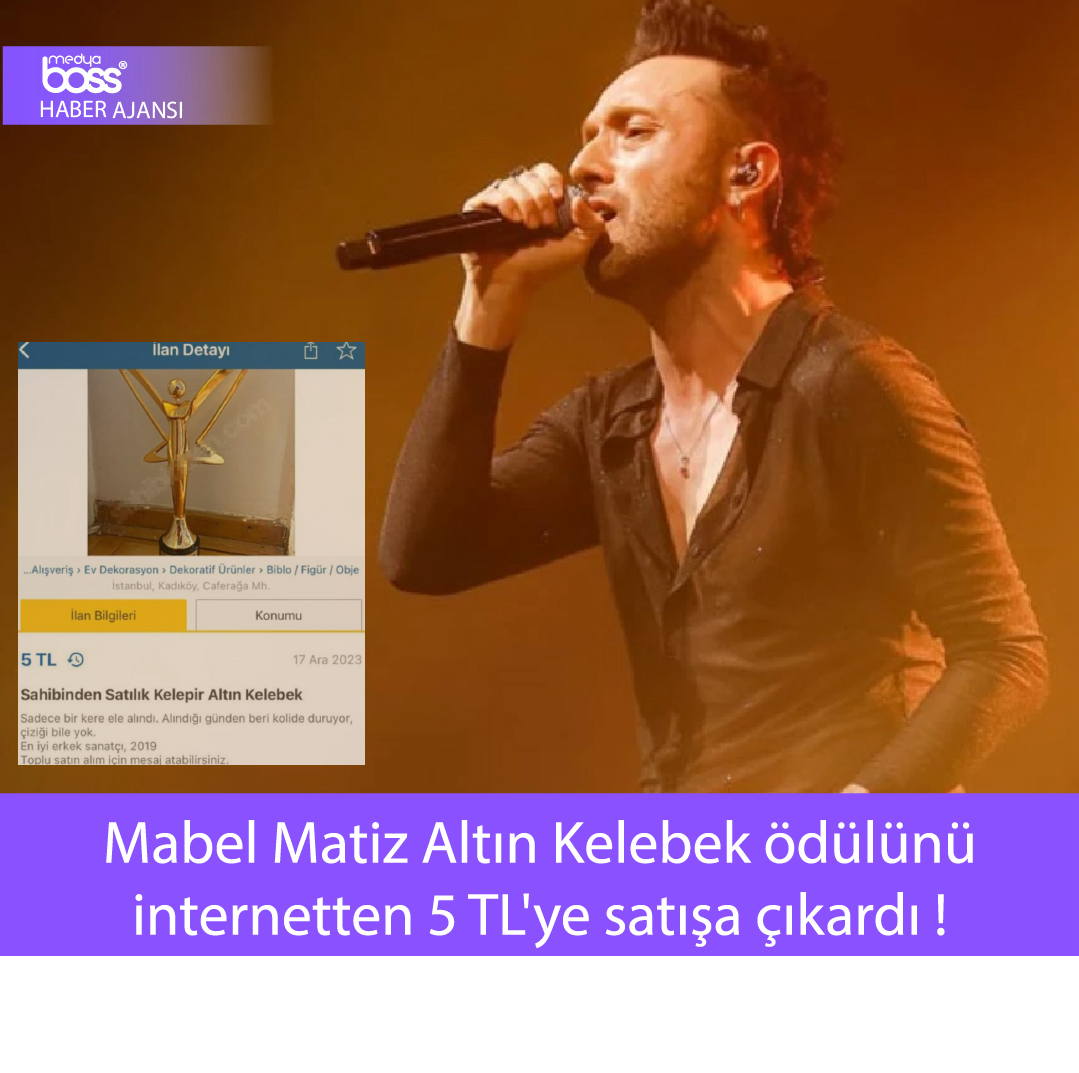 medya
boss®
HABER AJANSI
İlan Detayı
...Alışveriş › Ev Dekorasyon › Dekoratif Ürünler › Biblo / Figür / Obje
İstanbul, Kadıköy, Caferağa Mh.
İlan Bilgileri
Konumu
5 TL
17 Ara 2023
Sahibinden Satılık Kelepir Altın Kelebek
Sadece bir kere ele alındı. Alındığı günden beri kolide duruyor,
çiziği bile yok.
En iyi erkek sanatçı, 2019
Toplu satın alım için mesaj atabilirsiniz.
Mabel Matiz Altın Kelebek ödülünü
internetten 5 TL'ye satışa çıkardı !